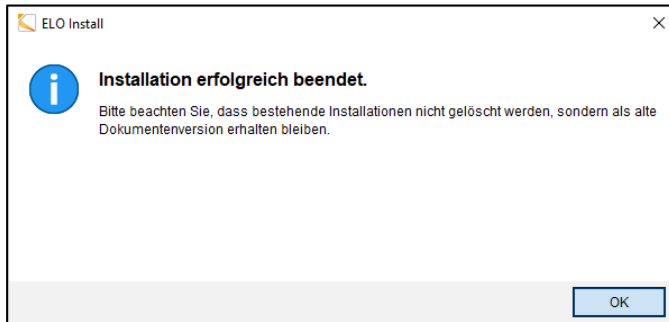 ELO Install
Installation erfolgreich beendet.
Bitte beachten Sie, dass bestehende Installationen nicht gelöscht werden, sondern als alte
Dokumentenversion erhalten bleiben.
OK